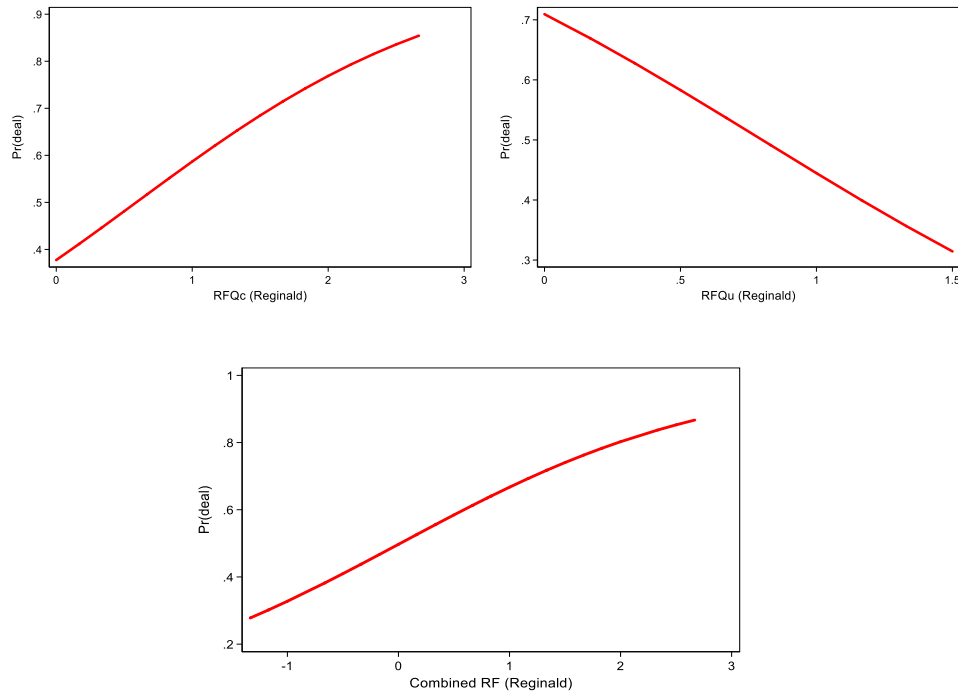 .9
.8
.7
.6
.5
.4
Pr(deal)
0 1 2 3
RFQc (Reginald)
.7
.6
.5
.4
.3
Pr(deal)
0 .5 1 1.5
RFQu (Reginald)
1
.8
.6
.4
.2
Pr(deal)
-1 0 1 2 3
Combined RF (Reginald)